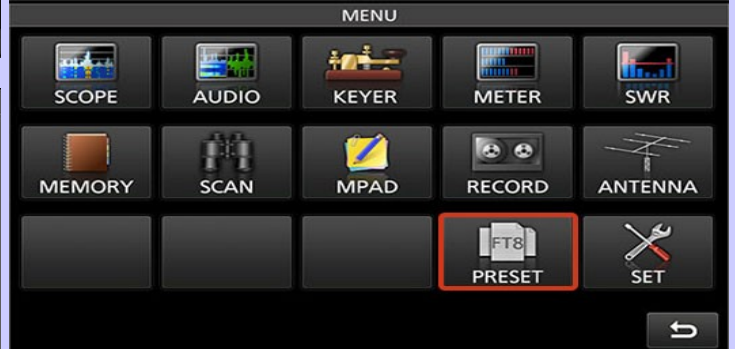 MENU
SCOPE AUDIO KEYER METER SWR
MEMORY SCAN MPAD RECORD ANTENNA
FT8
PRESET SET